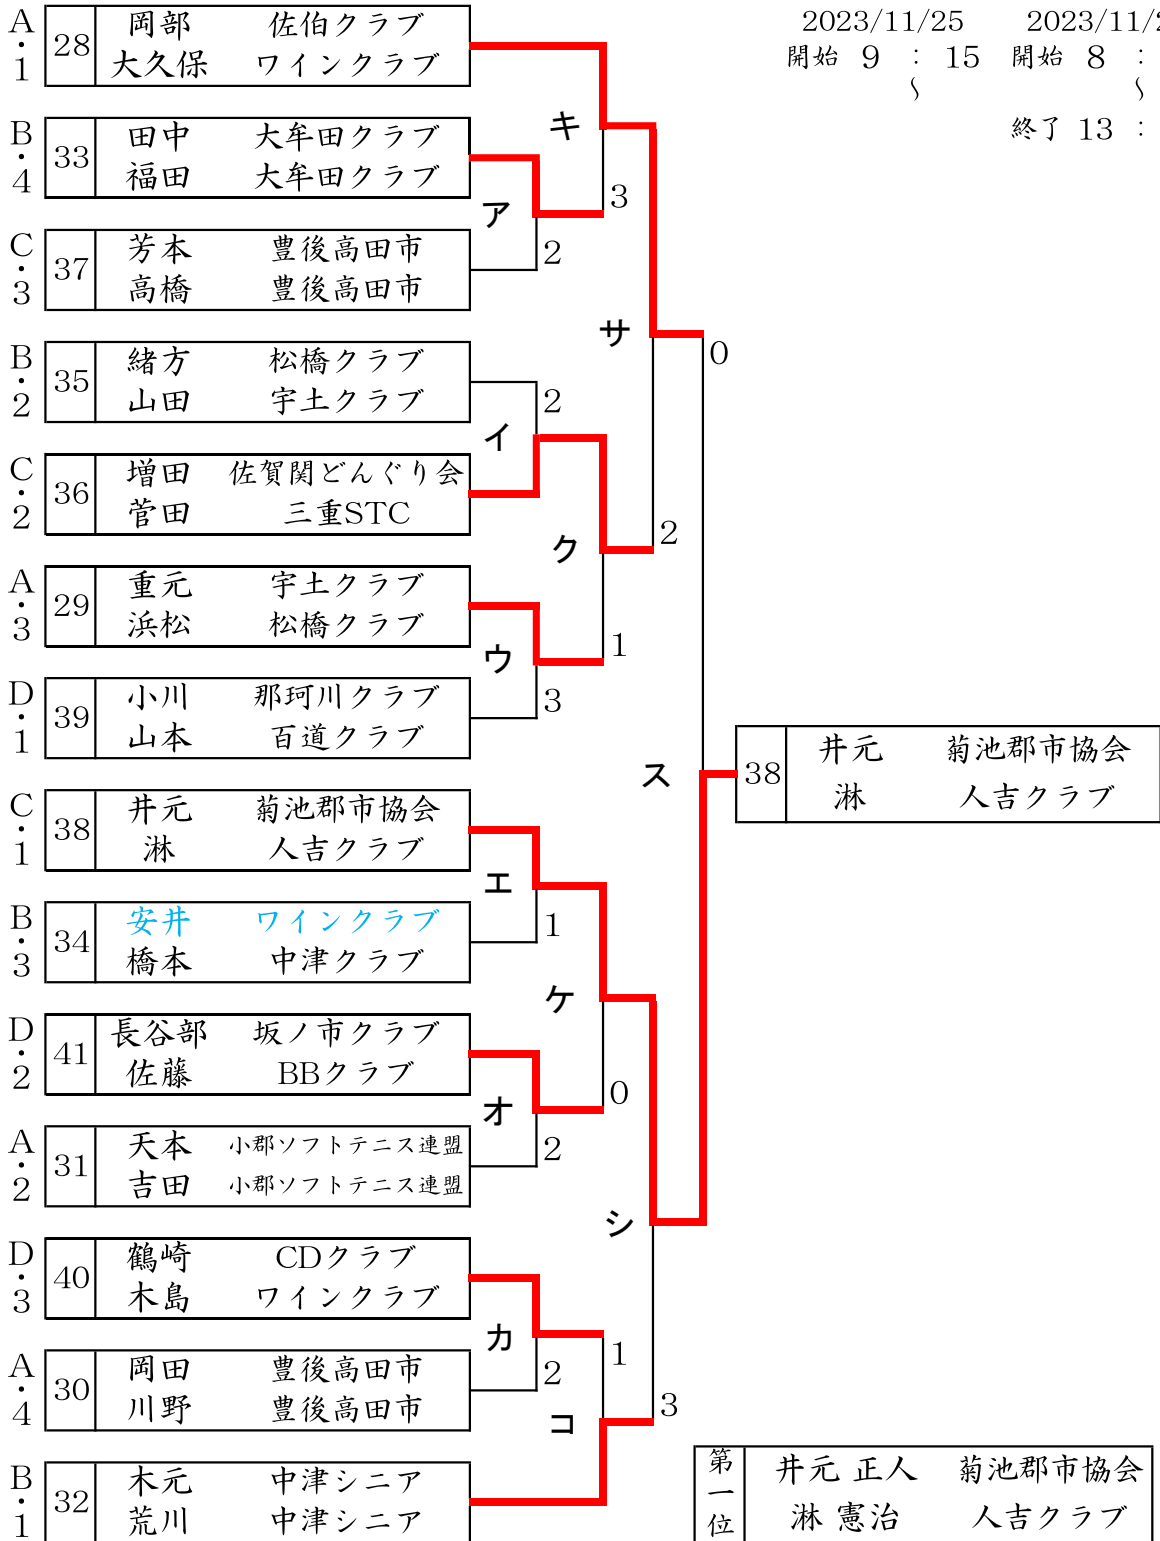 2023/11/25 2023/11/2
開始 9 : 15 開始 8 :
~ ~
終了 13 :
A・1 28 岡部 佐伯クラブ
大久保 ワインクラブ
キ
B・4 33 田中 大牟田クラブ
福田 大牟田クラブ
3
ア
2
C・3 37 芳本 豊後高田市
高橋 豊後高田市
サ
0
B・2 35 緒方 松橋クラブ
山田 宇土クラブ
2
イ
C・2 36 増田 佐賀関どんぐり会
菅田 三重STC
2
ク
A・3 29 重元 宇土クラブ
浜松 松橋クラブ
1
ウ
3
D・1 39 小川 那珂川クラブ
山本 百道クラブ
ス
38 井元 菊池郡市協会
淋 人吉クラブ
C・1 38 井元 菊池郡市協会
淋 人吉クラブ
エ
1
B・3 34 安井 ワインクラブ
橋本 中津クラブ
ケ
D・2 41 長谷部 坂ノ市クラブ
佐藤 BBクラブ
0
オ
2
A・2 31 天本 小郡ソフトテニス連盟
吉田 小郡ソフトテニス連盟
シ
D・3 40 鶴崎 CDクラブ
木島 ワインクラブ
カ
1
2
A・4 30 岡田 豊後高田市
川野 豊後高田市
3
コ
B・1 32 木元 中津シニア
荒川 中津シニア
第一位 井元 正人 菊池郡市協会
淋 憲治 人吉クラブ